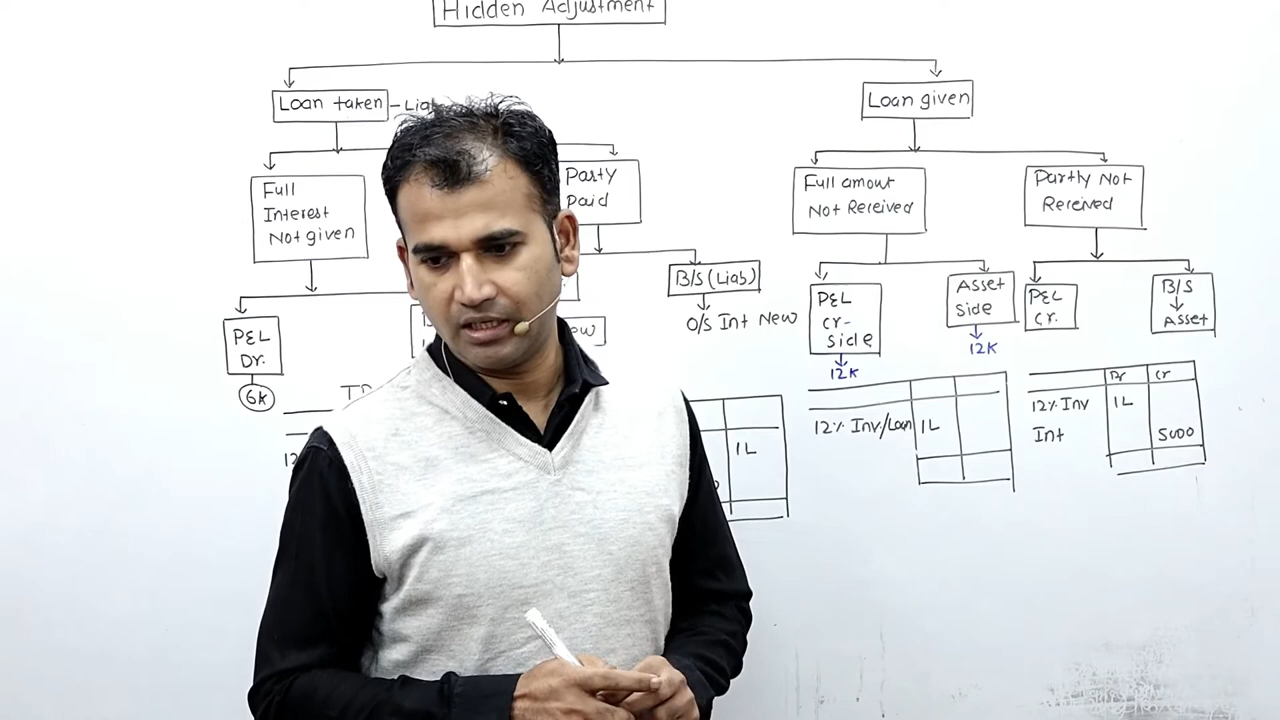 Hidden Adjustment
Loan taken
Loan given
Full
Interest
Not given
Party
paid
Full amount
Not Received
Partly Not
Received
B/S (Liab)
O/S Int New
P&L
Dr.
6k
P&L
Cr-
side
12k
Asset
side
12k
P&L
Cr.
B/S
Asset
1L
12% Inv/Loan 1L
Dr Cr
12% Inv 1L
Int 5000